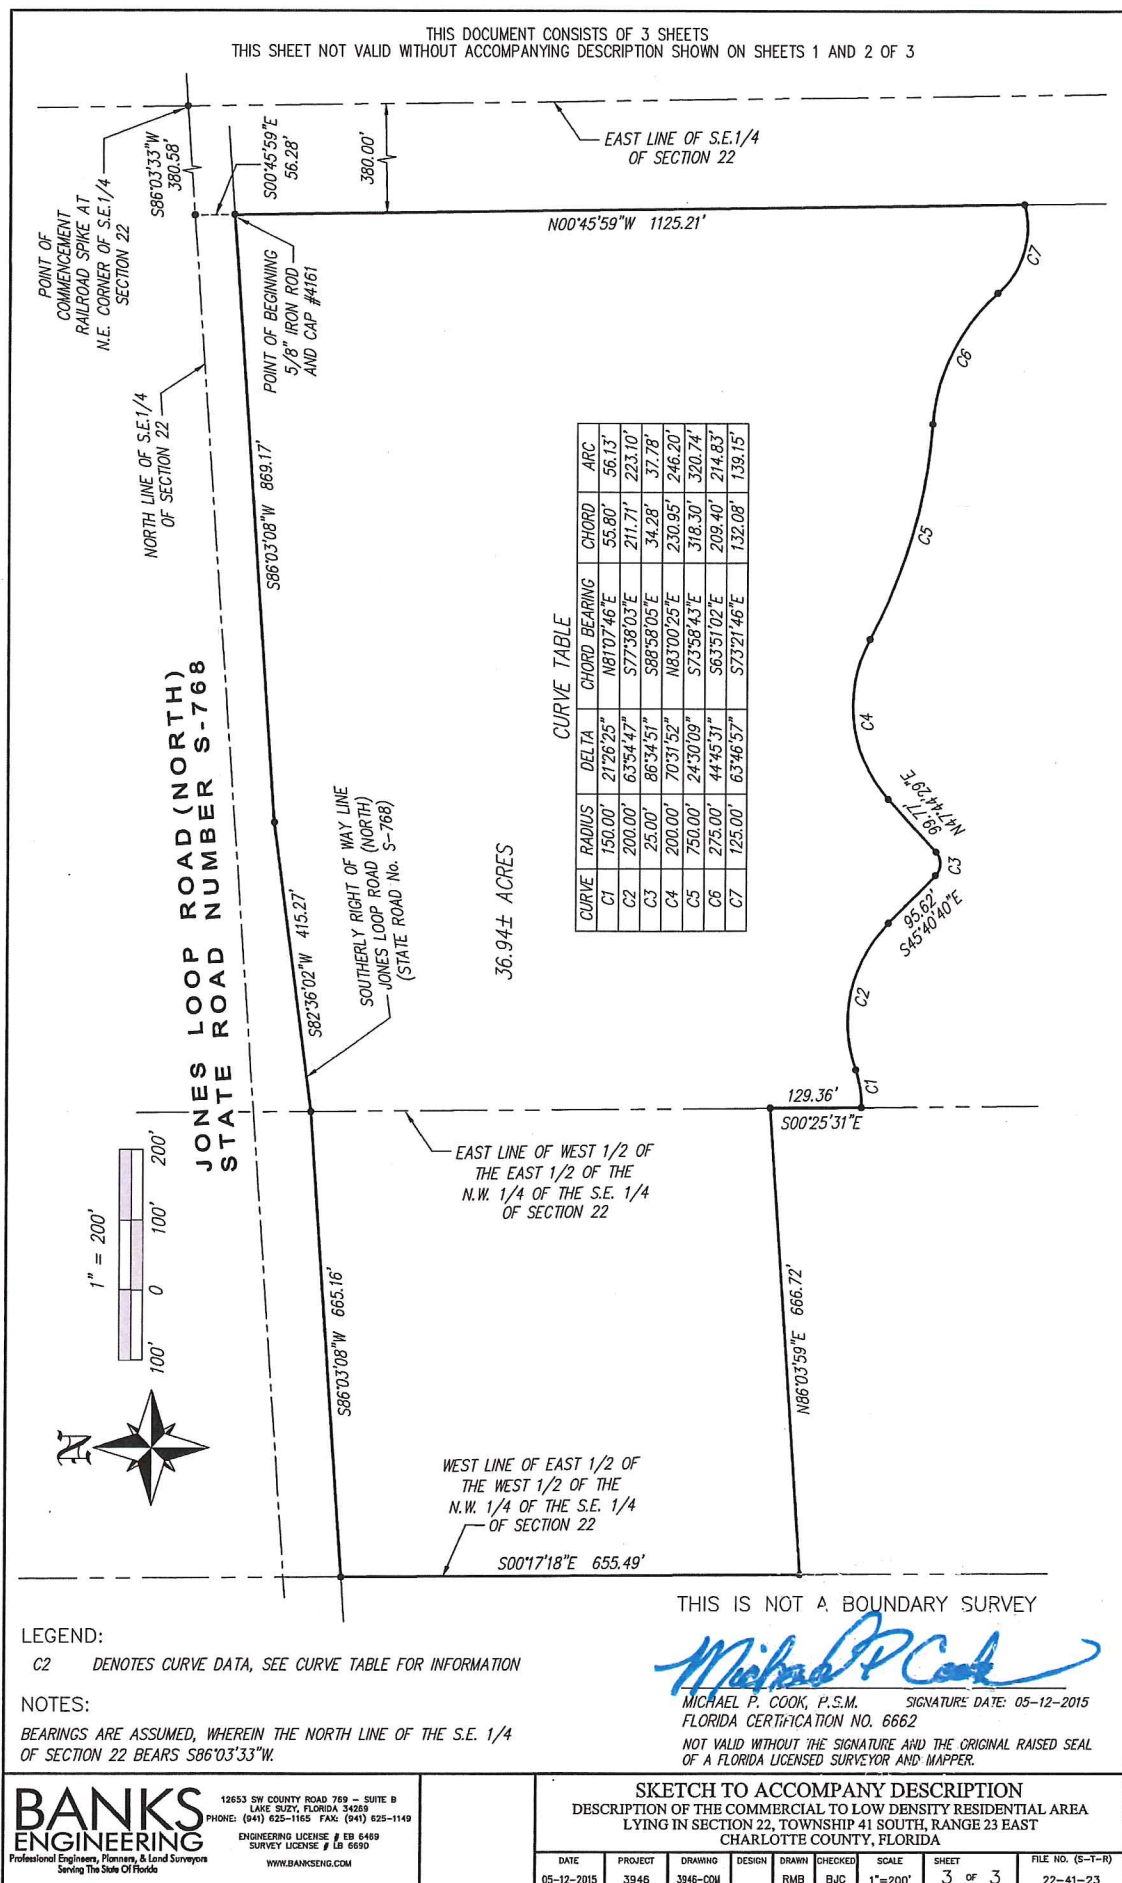 THIS DOCUMENT CONSISTS OF 3 SHEETS
THIS SHEET NOT VALID WITHOUT ACCOMPANYING DESCRIPTION SHOWN ON SHEETS 1 AND 2 OF 3
EAST LINE OF S.E.1/4
OF SECTION 22
S86°03'33"W
380.58'
S00°45'59"E
56.28'
380.00'
POINT OF
COMMENCEMENT
RAILROAD SPIKE AT
N.E. CORNER OF S.E.1/4
SECTION 22
POINT OF BEGINNING
5/8" IRON ROD
AND CAP #4161
N00°45'59"W 1125.21'
C7
C6
C5
C4
N47°44'29"E
99.77'
C3
95.62'
S45°40'40"E
C2
C1
NORTH LINE OF S.E.1/4
OF SECTION 22
S86°03'08"W 869.17'
JONES LOOP ROAD (NORTH)
STATE ROAD NUMBER S-768
CURVE TABLE
CURVE RADIUS DELTA CHORD BEARING CHORD ARC
C1 150.00' 21°26'25" N81°07'46"E 55.80' 56.13'
C2 200.00' 63°54'47" S77°38'03"E 211.71' 223.10'
C3 25.00' 86°34'51" S88°58'05"E 34.28' 37.78'
C4 200.00' 70°31'52" N83°00'25"E 230.95' 246.20'
C5 750.00' 24°30'09" S73°58'43"E 318.30' 320.74'
C6 275.00' 44°45'31" S63°51'02"E 209.40' 214.83'
C7 125.00' 63°46'57" S73°21'46"E 132.08' 139.15'
36.94± ACRES
S82°36'02"W 415.27'
SOUTHERLY RIGHT OF WAY LINE
JONES LOOP ROAD (NORTH)
(STATE ROAD No. S-768)
129.36'
S00°25'31"E
EAST LINE OF WEST 1/2 OF
THE EAST 1/2 OF THE
N.W. 1/4 OF THE S.E. 1/4
OF SECTION 22
1" = 200'
100' 0 100' 200'
N
S86°03'08"W 665.16'
N86°03'59"E 666.72'
WEST LINE OF EAST 1/2 OF
THE WEST 1/2 OF THE
N.W. 1/4 OF THE S.E. 1/4
OF SECTION 22
S00°17'18"E 655.49'
THIS IS NOT A BOUNDARY SURVEY
LEGEND:
C2 DENOTES CURVE DATA, SEE CURVE TABLE FOR INFORMATION
NOTES:
BEARINGS ARE ASSUMED, WHEREIN THE NORTH LINE OF THE S.E. 1/4
OF SECTION 22 BEARS S86°03'33"W.
Michael P Cook
MICHAEL P. COOK, P.S.M. SIGNATURE DATE: 05-12-2015
FLORIDA CERTIFICATION NO. 6662
NOT VALID WITHOUT THE SIGNATURE AND THE ORIGINAL RAISED SEAL
OF A FLORIDA LICENSED SURVEYOR AND MAPPER.
BANKS
ENGINEERING
Professional Engineers, Planners, & Land Surveyors
Serving The State Of Florida
12653 SW COUNTY ROAD 769 - SUITE B
LAKE SUZY, FLORIDA 34269
PHONE: (941) 625-1165 FAX: (941) 625-1149
ENGINEERING LICENSE # EB 6469
SURVEY LICENSE # LB 6690
WWW.BANKSENG.COM
SKETCH TO ACCOMPANY DESCRIPTION
DESCRIPTION OF THE COMMERCIAL TO LOW DENSITY RESIDENTIAL AREA
LYING IN SECTION 22, TOWNSHIP 41 SOUTH, RANGE 23 EAST
CHARLOTTE COUNTY, FLORIDA
DATE PROJECT DRAWING DESIGN DRAWN CHECKED SCALE SHEET FILE NO. (S-T-R)
05-12-2015 3946 3946-COM RMB BJC 1"=200' 3 OF 3 22-41-23